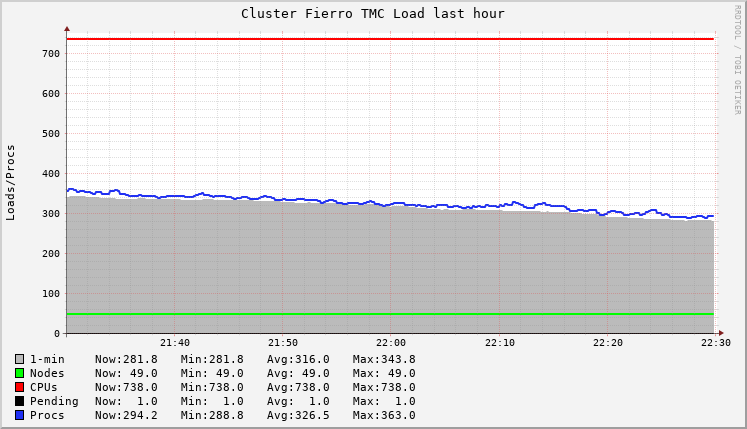 Cluster Fierro TMC Load last hour
RRDTOOL / TOBI OETIKER
Loads/Procs
700
600
500
400
300
200
100
0
21:40 21:50 22:00 22:10 22:20 22:30
1-min Now:281.8 Min:281.8 Avg:316.0 Max:343.8
Nodes Now: 49.0 Min: 49.0 Avg: 49.0 Max: 49.0
CPUs Now:738.0 Min:738.0 Avg:738.0 Max:738.0
Pending Now: 1.0 Min: 1.0 Avg: 1.0 Max: 1.0
Procs Now:294.2 Min:288.8 Avg:326.5 Max:363.0